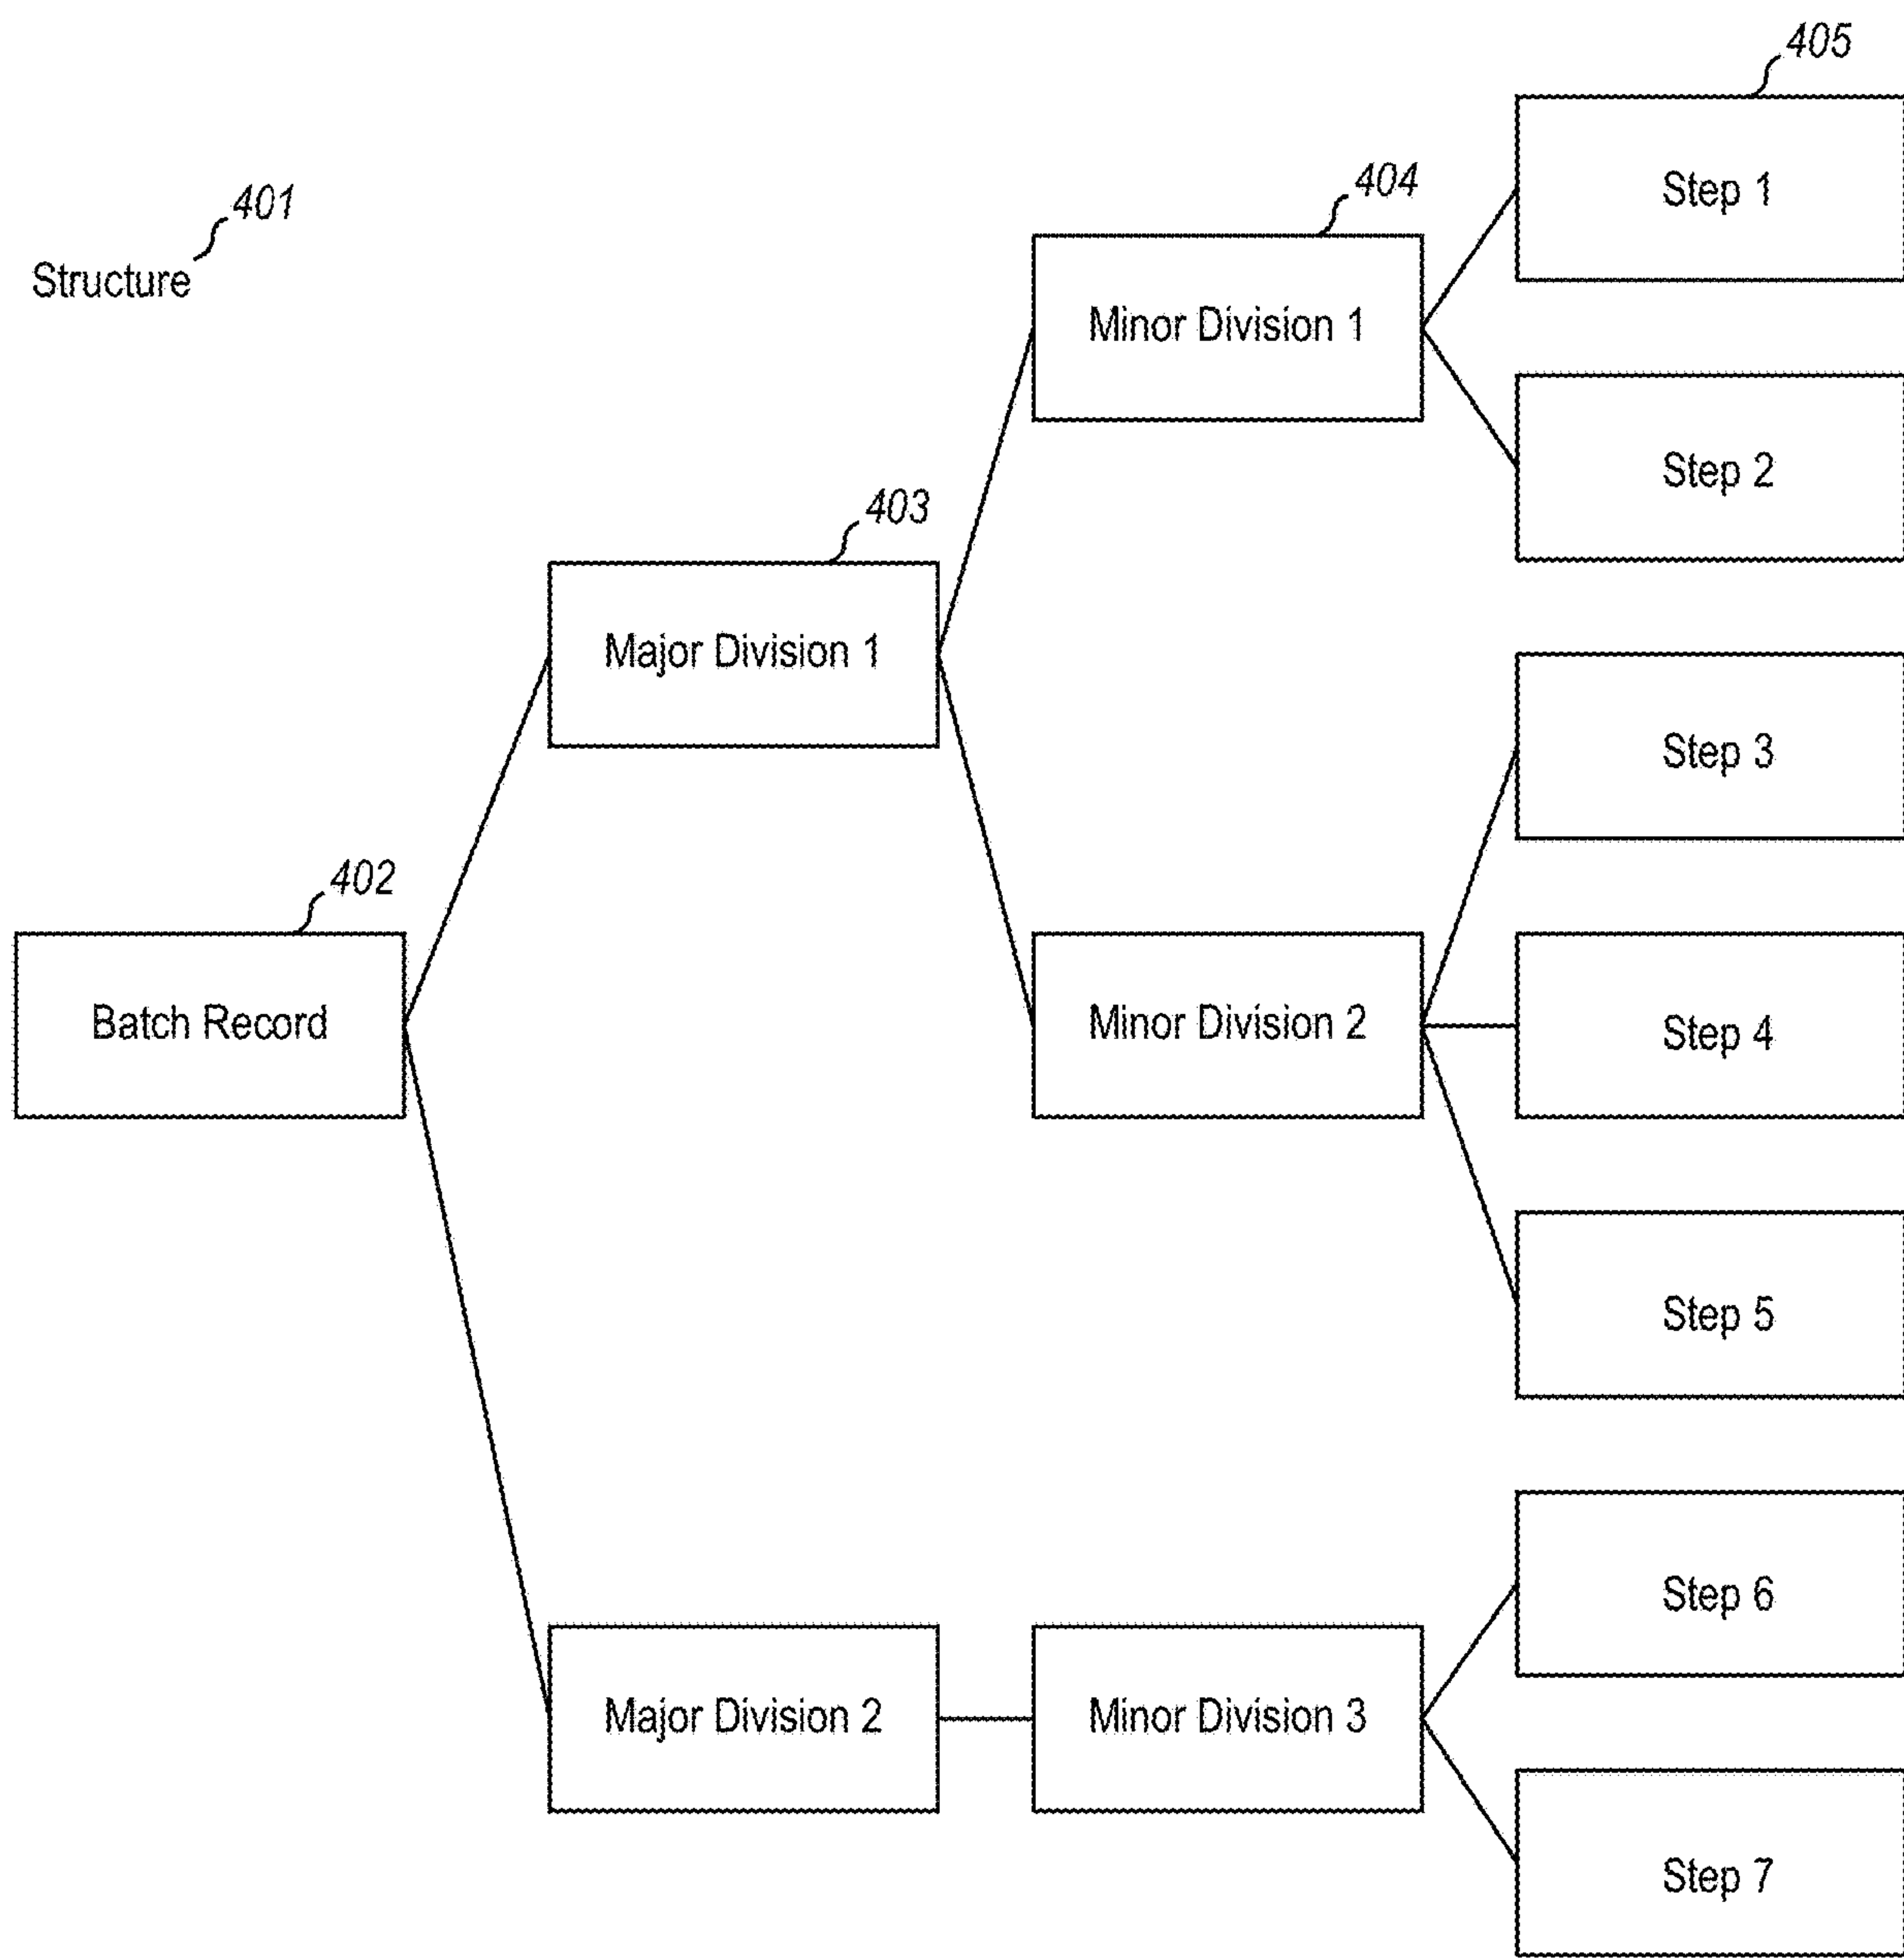 405
Step 1
401
Structure
404
Minor Division 1
Step 2
403
Major Division 1
Step 3
402
Batch Record
Minor Division 2
Step 4
Step 5
Step 6
Major Division 2
Minor Division 3
Step 7